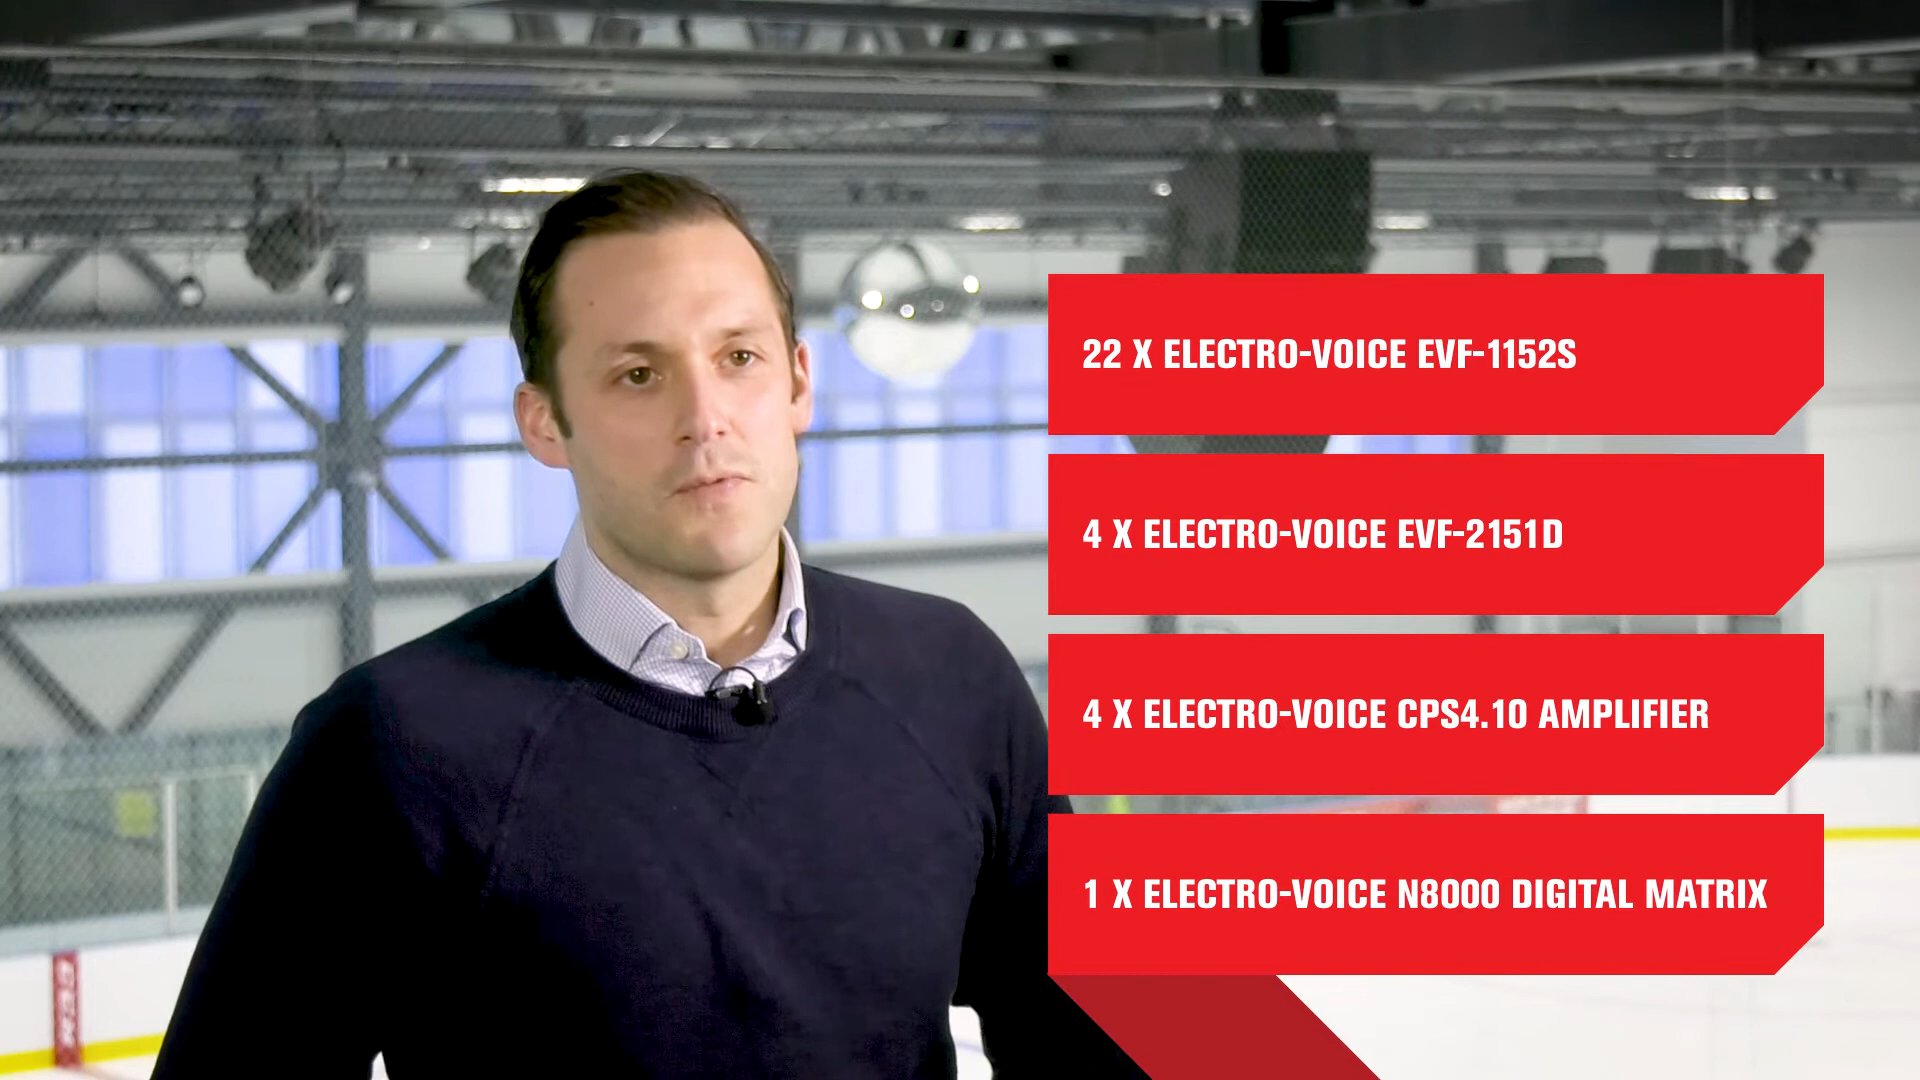 22 X ELECTRO-VOICE EVF-1152S
4 X ELECTRO-VOICE EVF-2151D
4 X ELECTRO-VOICE CPS4.10 AMPLIFIER
1 X ELECTRO-VOICE N8000 DIGITAL MATRIX